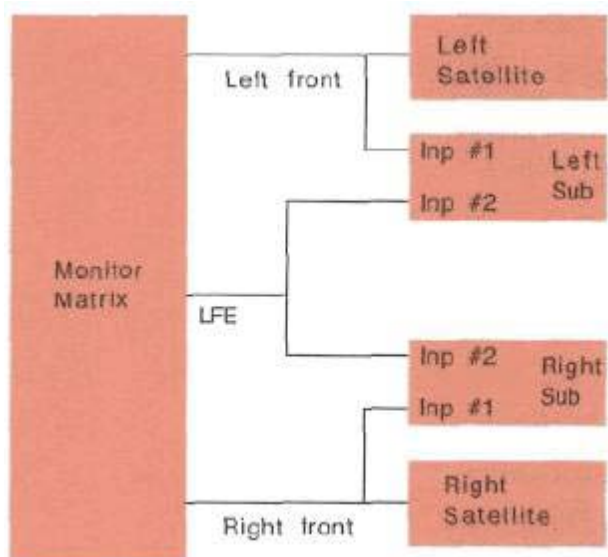 Left
Satellite
Left front
Inp #1
Left
Sub
Inp #2
Monitor
Matrix
LFE
Inp #2
Right
Sub
Inp #1
Right
Satellite
Right front